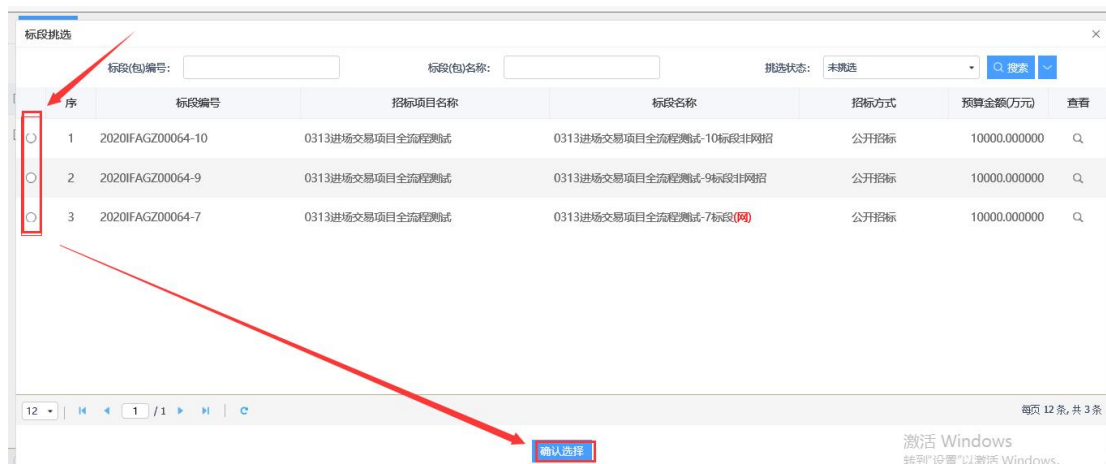 标段挑选
标段(包)编号: 标段(包)名称: 挑选状态: 未挑选 搜索
序 标段编号 招标项目名称 标段名称 招标方式 预算金额(万元) 查看
1 2020IFAGZ00064-10 0313进场交易项目全流程测试 0313进场交易项目全流程测试-10标段非网招 公开招标 10000.000000
2 2020IFAGZ00064-9 0313进场交易项目全流程测试 0313进场交易项目全流程测试-9标段非网招 公开招标 10000.000000
3 2020IFAGZ00064-7 0313进场交易项目全流程测试 0313进场交易项目全流程测试-7标段(网) 公开招标 10000.000000
12 1 / 1 每页 12 条, 共 3 条
确认选择
激活 Windows
转到"设置"以激活 Windows。